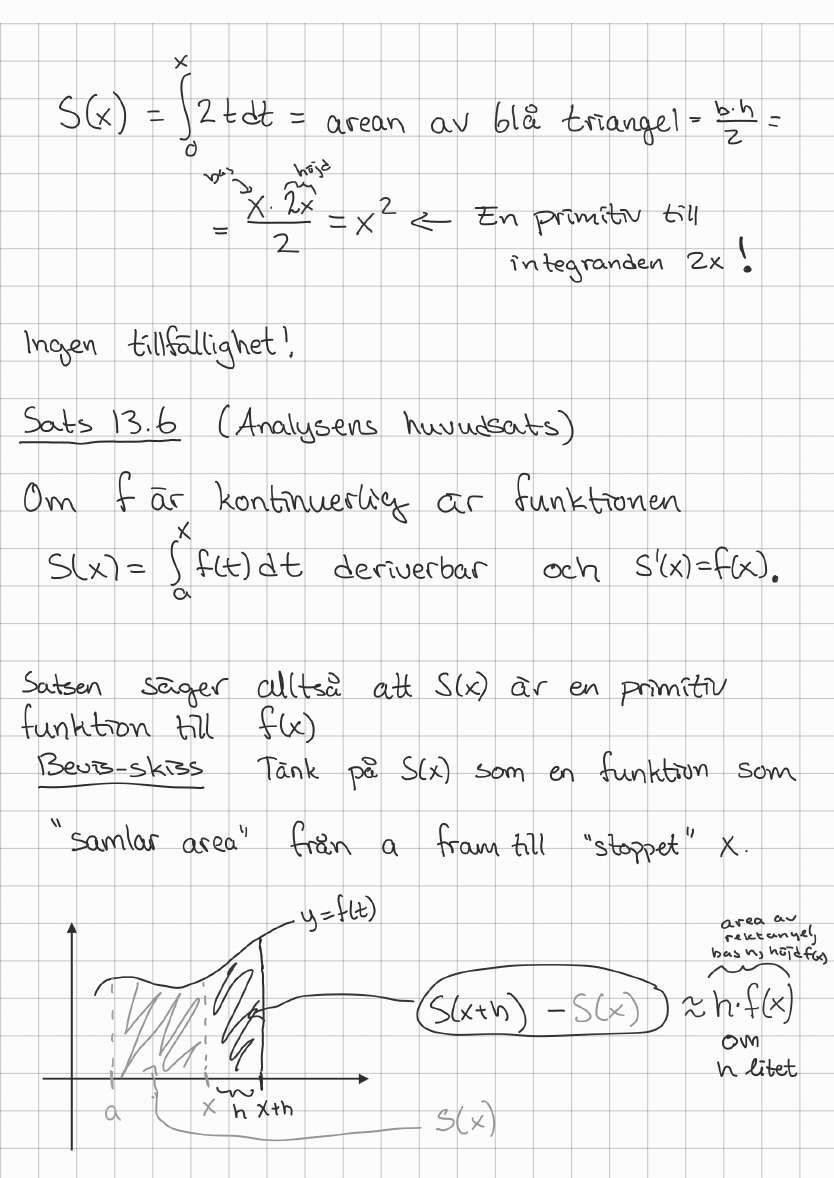 S(x) = ∫₀ˣ 2t dt = arean av blå triangel = b·h/2 =
bas höjd
= x·2x/2 = x² ← En primitiv till
integranden 2x!
Ingen tillfällighet!
Sats 13.6 (Analysens huvudsats)
Om f är kontinuerlig är funktionen
S(x) = ∫ₐˣ f(t) dt deriverbar och S'(x)=f(x).
Satsen säger alltså att S(x) är en primitiv
funktion till f(x)
Bevis-skiss Tänk på S(x) som en funktion som
"samlar area" från a fram till "stoppet" x.
y=f(t)
area av
rektangel,
bas h, höjd f(x)
S(x+h) - S(x) ≈ h·f(x)
om
h litet
a x h x+h
S(x)